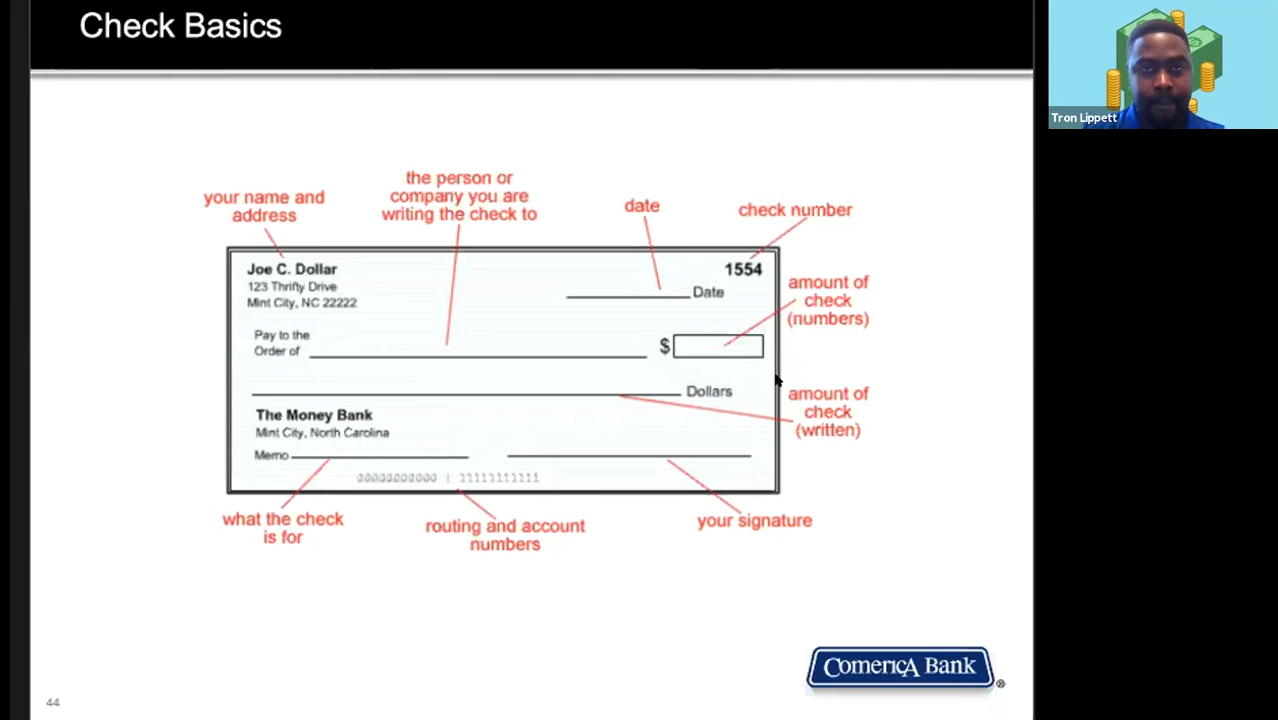 Check Basics
Tron Lippett
your name and
address
the person or
company you are
writing the check to
date
check number
Joe C. Dollar
123 Thrifty Drive
Mint City, NC 22222
1554
Date
amount of
check
(numbers)
Pay to the
Order of
$
Dollars
amount of
check
(written)
The Money Bank
Mint City, North Carolina
Memo
00000000000 | 11111111111
what the check
is for
routing and account
numbers
your signature
ComericA Bank
®
44